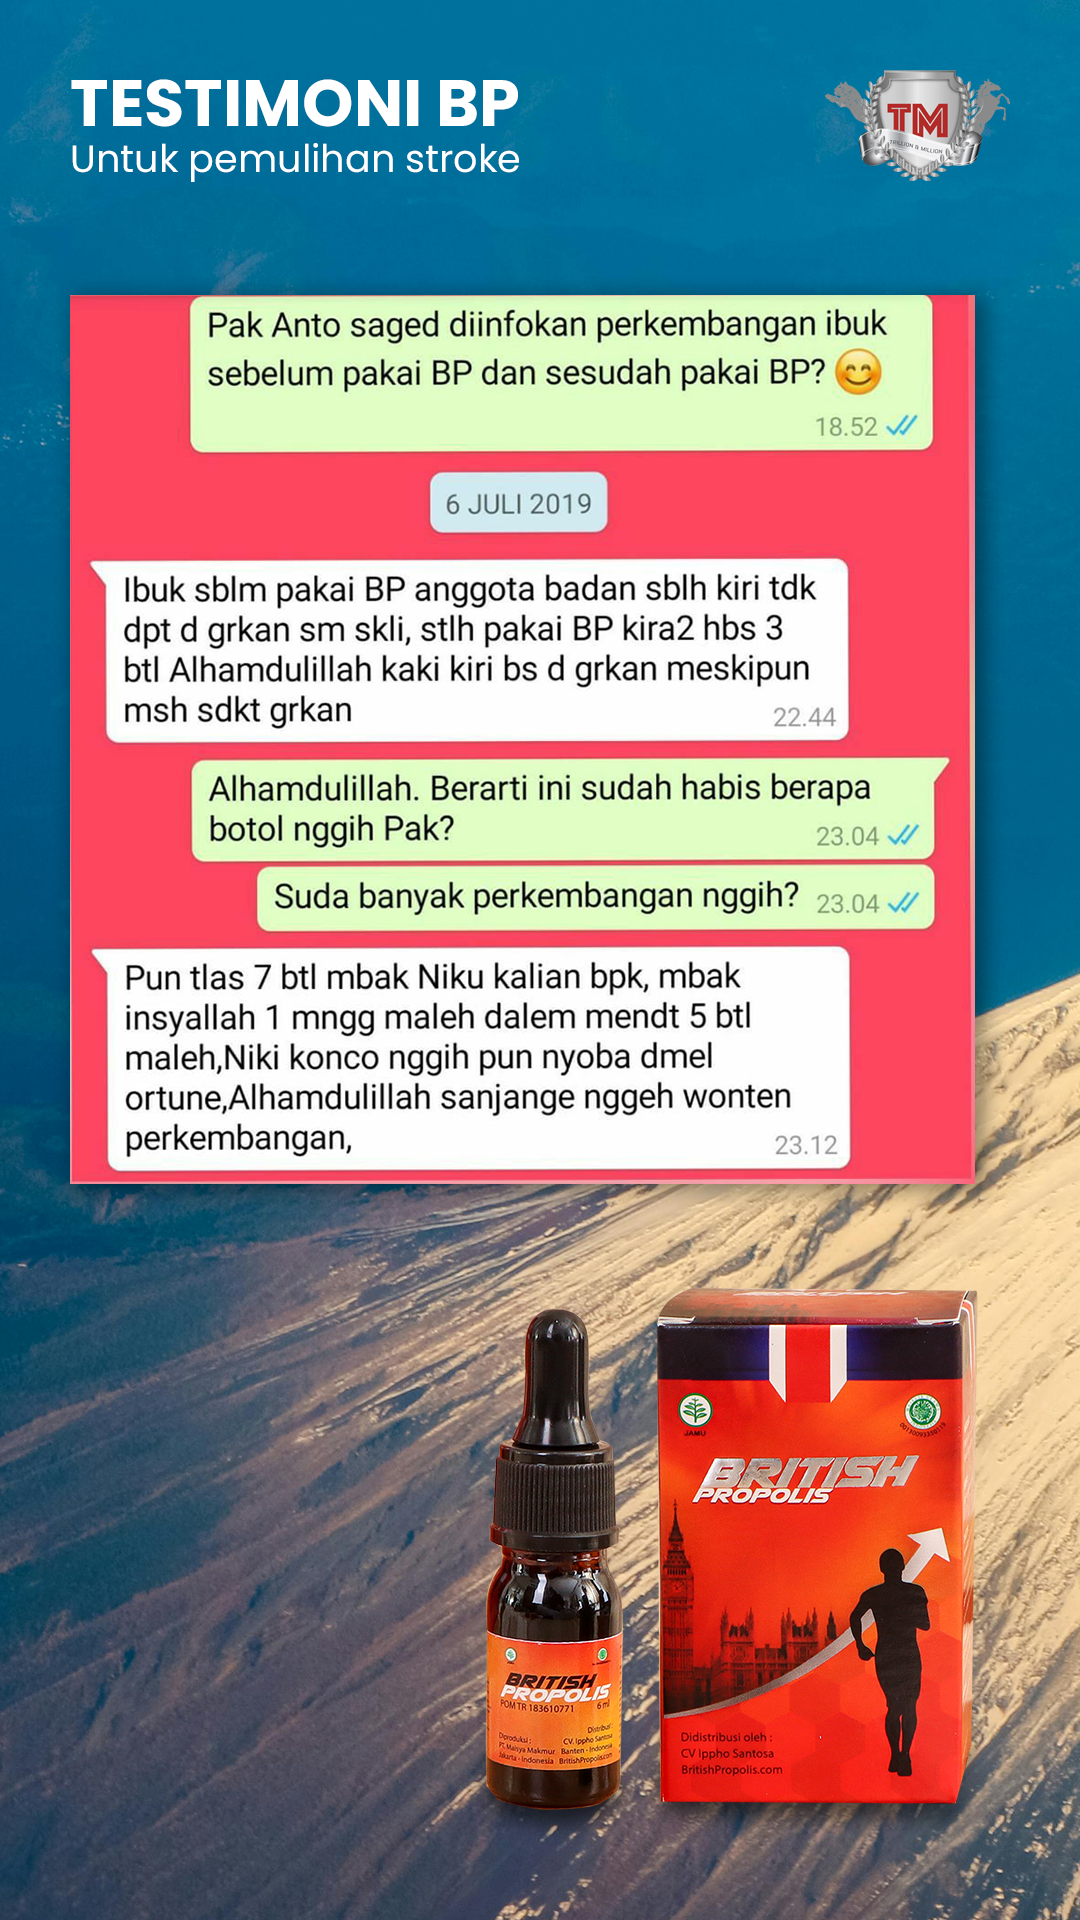 TESTIMONI BP
Untuk pemulihan stroke
TM
TRILLION & MILLION
Pak Anto saged diinfokan perkembangan ibuk
sebelum pakai BP dan sesudah pakai BP? 😊
18.52
6 JULI 2019
Ibuk sblm pakai BP anggota badan sblh kiri tdk
dpt d grkan sm skli, stlh pakai BP kira2 hbs 3
btl Alhamdulillah kaki kiri bs d grkan meskipun
msh sdkt grkan
22.44
Alhamdulillah. Berarti ini sudah habis berapa
botol nggih Pak?
23.04
Suda banyak perkembangan nggih?
23.04
Pun tlas 7 btl mbak Niku kalian bpk, mbak
insyallah 1 mngg maleh dalem mendt 5 btl
maleh,Niki konco nggih pun nyoba dmel
ortune,Alhamdulillah sanjange nggeh wonten
perkembangan,
23.12
JAMU
BRITISH
PROPOLIS
Didistribusi oleh :
CV Ippho Santosa
BritishPropolis.com
BRITISH
PROPOLIS
POM TR 183610771 6 ml
Diproduksi :
PT. Maisya Makmur
Jakarta - Indonesia
Distribusi :
CV. Ippho Santosa
Banten - Indonesia
BritishPropolis.com